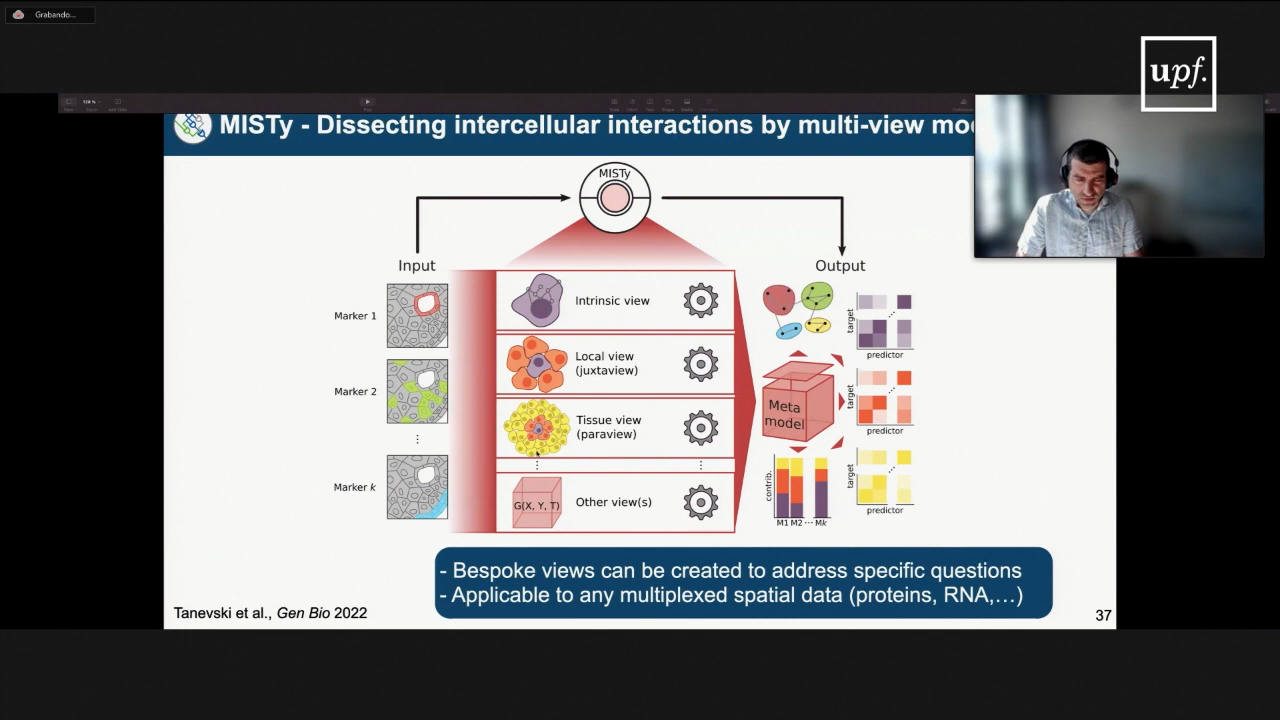 Grabando...
upf.
MISTy - Dissecting intercellular interactions by multi-view
MISTy
Input
Output
Marker 1
Marker 2
⋮
Marker k
Intrinsic view
Local view
(juxtaview)
Tissue view
(paraview)
⋮
⋮
G(X, Y, T)
Other view(s)
Meta
model
target
predictor
target
predictor
target
predictor
contrib.
M1 M2 ⋯ Mk
- Bespoke views can be created to address specific questions
- Applicable to any multiplexed spatial data (proteins, RNA,...)
Tanevski et al., Gen Bio 2022
37